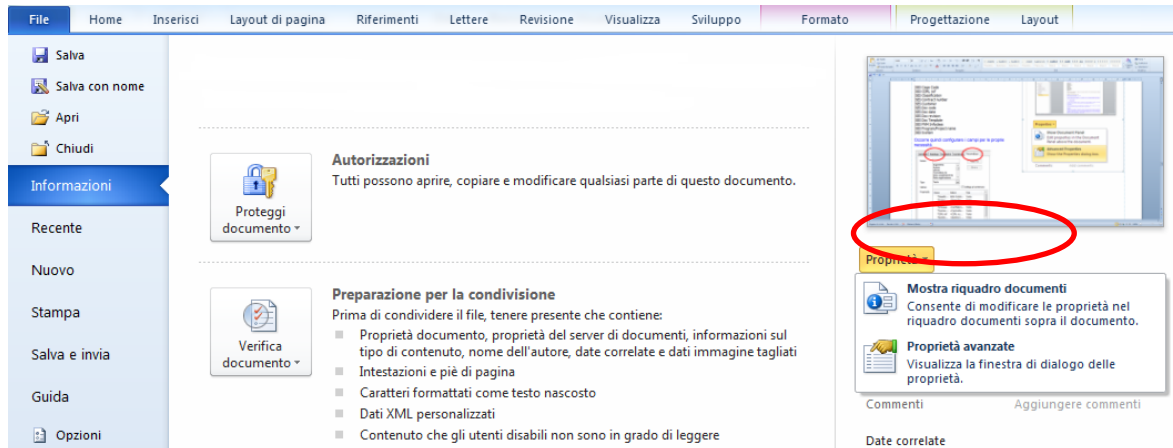 File Home Inserisci Layout di pagina Riferimenti Lettere Revisione Visualizza Sviluppo Formato Progettazione Layout
Salva
Salva con nome
Apri
Chiudi
Informazioni
Recente
Nuovo
Stampa
Salva e invia
Guida
Opzioni
Proteggi
documento
Autorizzazioni
Tutti possono aprire, copiare e modificare qualsiasi parte di questo documento.
Verifica
documento
Preparazione per la condivisione
Prima di condividere il file, tenere presente che contiene:
Proprietà documento, proprietà del server di documenti, informazioni sul
tipo di contenuto, nome dell'autore, date correlate e dati immagine tagliati
Intestazioni e piè di pagina
Caratteri formattati come testo nascosto
Dati XML personalizzati
Contenuto che gli utenti disabili non sono in grado di leggere
Proprietà
Mostra riquadro documenti
Consente di modificare le proprietà nel
riquadro documenti sopra il documento.
Proprietà avanzate
Visualizza la finestra di dialogo delle
proprietà.
Commenti Aggiungere commenti
Date correlate